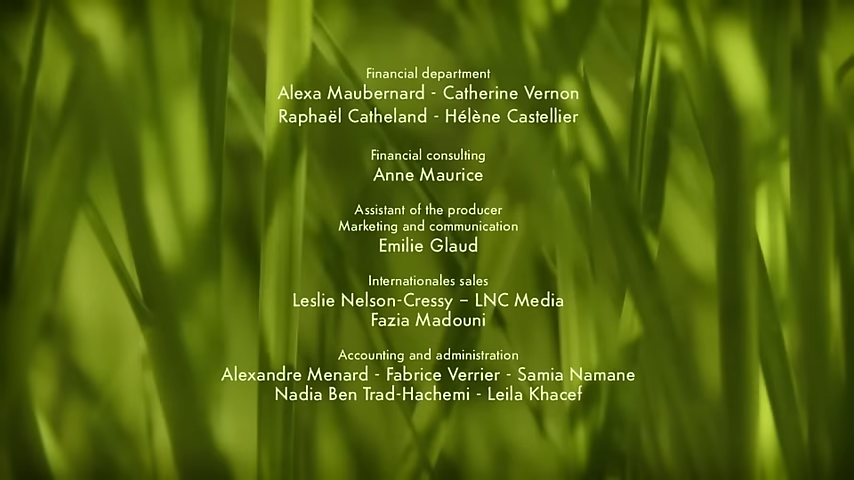 Financial department
Alexa Maubernard - Catherine Vernon
Raphaël Catheland - Hélène Castellier
Financial consulting
Anne Maurice
Assistant of the producer
Marketing and communication
Emilie Glaud
Internationales sales
Leslie Nelson-Cressy – LNC Media
Fazia Madouni
Accounting and administration
Alexandre Menard - Fabrice Verrier - Samia Namane
Nadia Ben Trad-Hachemi - Leila Khacef